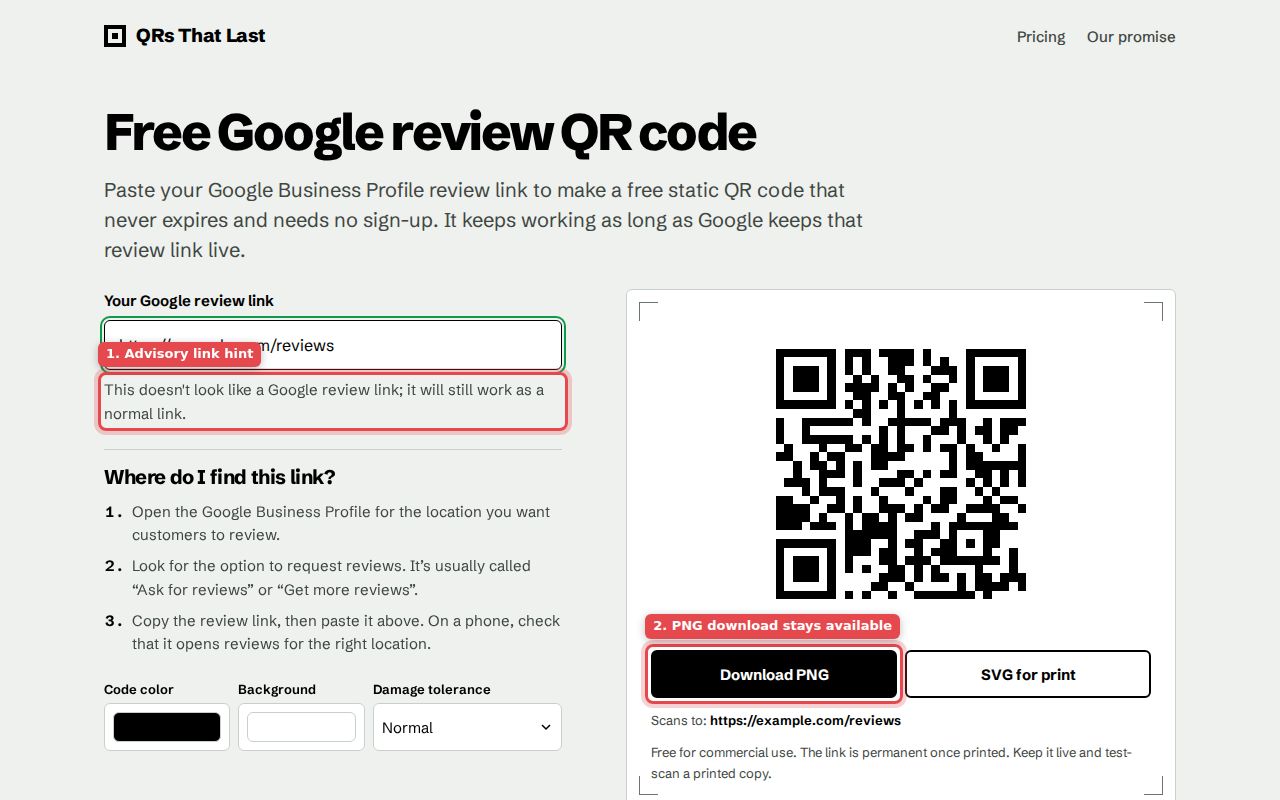 QRs That Last
Pricing
Our promise
Free Google review QR code
Paste your Google Business Profile review link to make a free static QR code that
never expires and needs no sign-up. It keeps working as long as Google keeps that
review link live.
Your Google review link
m/reviews
1. Advisory link hint
This doesn't look like a Google review link; it will still work as a
normal link.
Where do I find this link?
1. Open the Google Business Profile for the location you want
customers to review.
2. Look for the option to request reviews. It’s usually called
“Ask for reviews” or “Get more reviews”.
3. Copy the review link, then paste it above. On a phone, check
that it opens reviews for the right location.
Code color
Background
Damage tolerance
Normal
2. PNG download stays available
Download PNG
SVG for print
Scans to: https://example.com/reviews
Free for commercial use. The link is permanent once printed. Keep it live and test-
scan a printed copy.